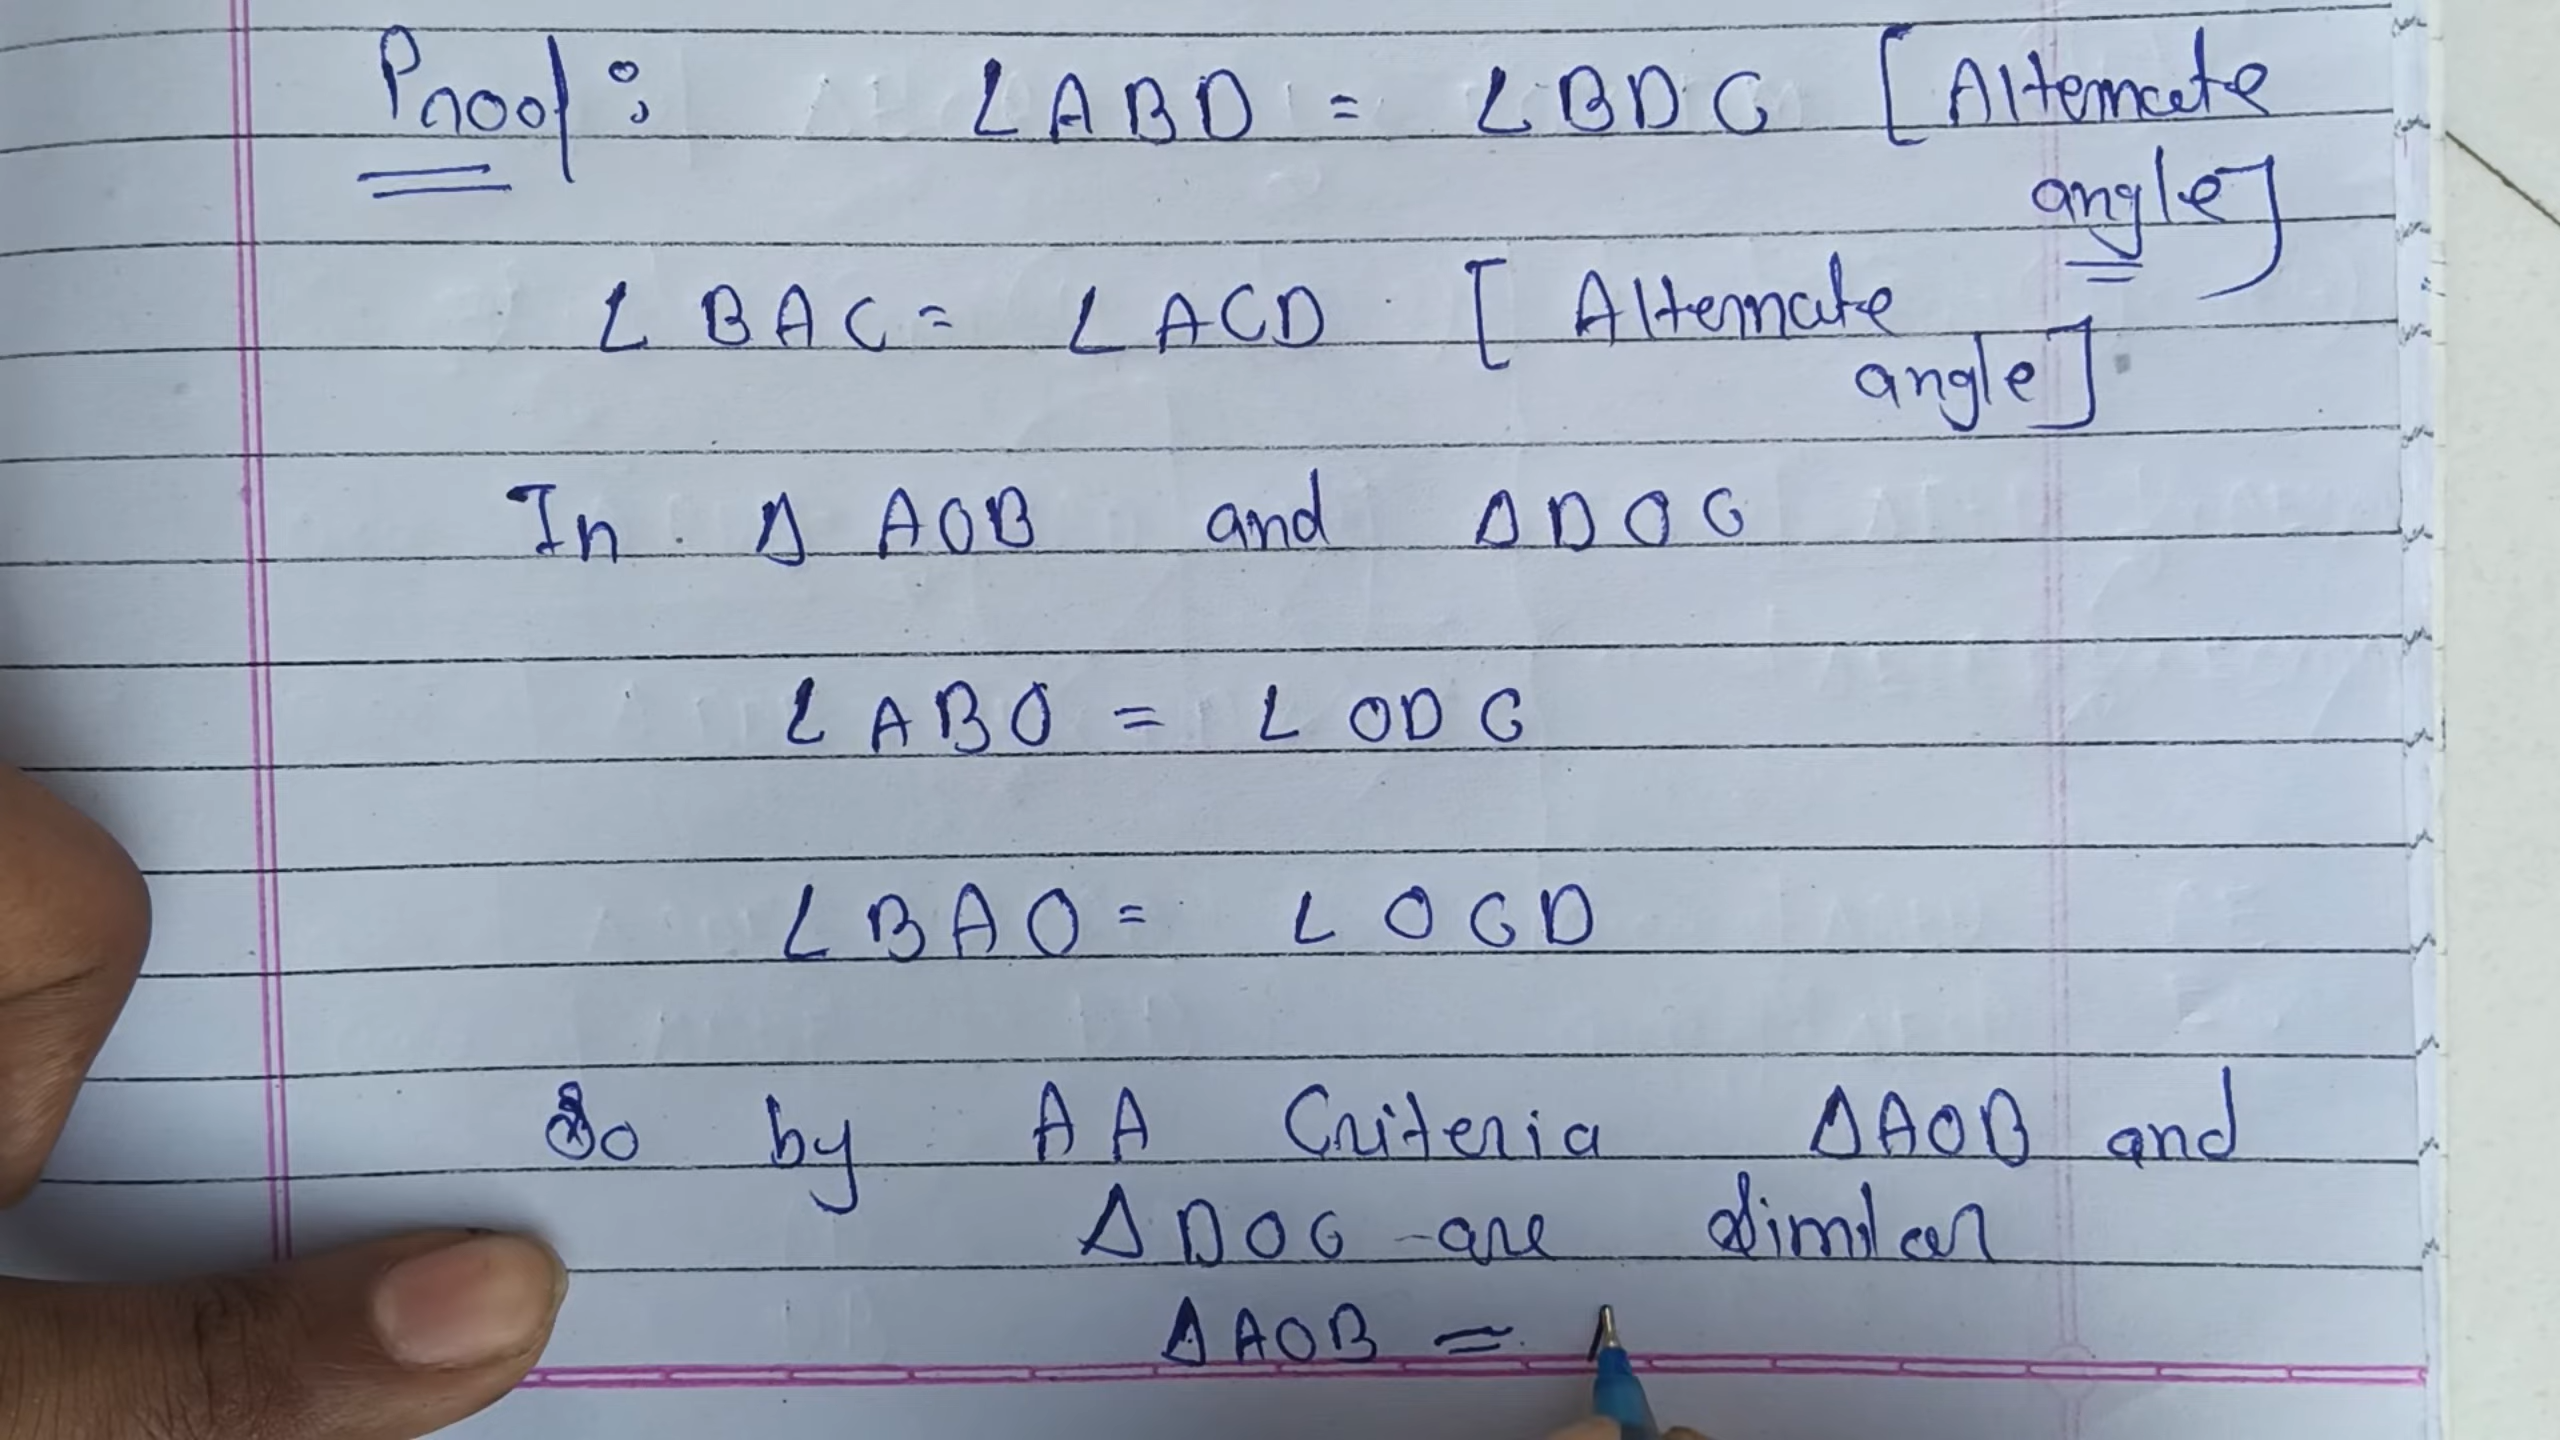 Proof : ∠ABD = ∠BDC [Alternate
angle]
∠BAC = ∠ACD [Alternate
angle]
In Δ AOB and ΔDOC
∠ABO = ∠ODC
∠BAO = ∠OCD
So by AA Criteria ΔAOB and
ΔDOC are similar
ΔAOB =